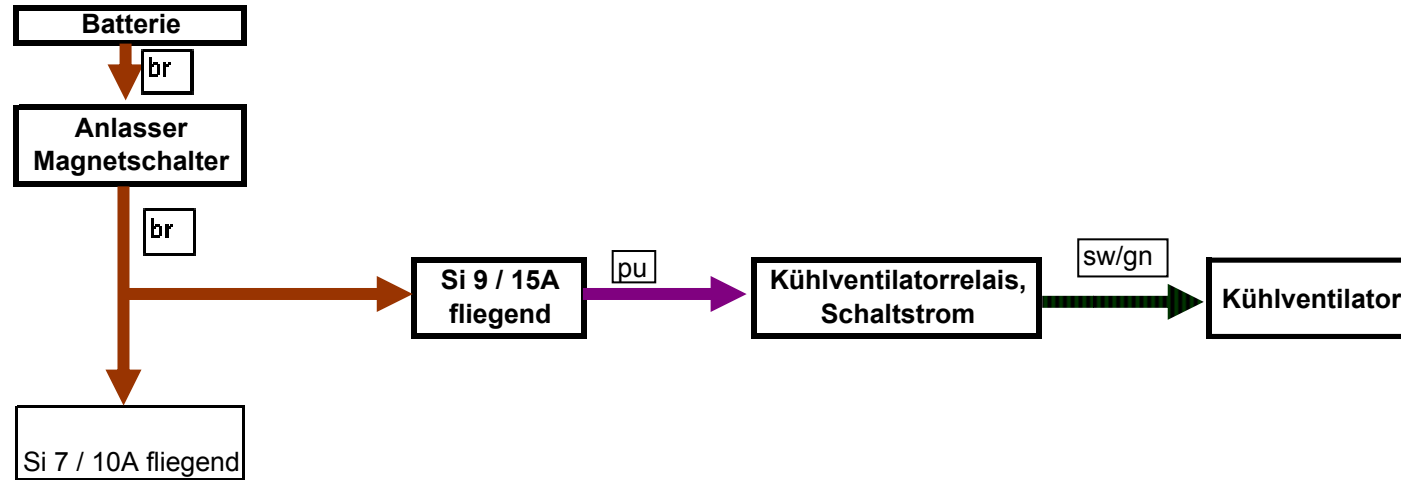 Batterie
br
Anlasser
Magnetschalter
br
Si 9 / 15A
fliegend
pu
Kühlventilatorrelais,
Schaltstrom
sw/gn
Kühlventilator
Si 7 / 10A fliegend